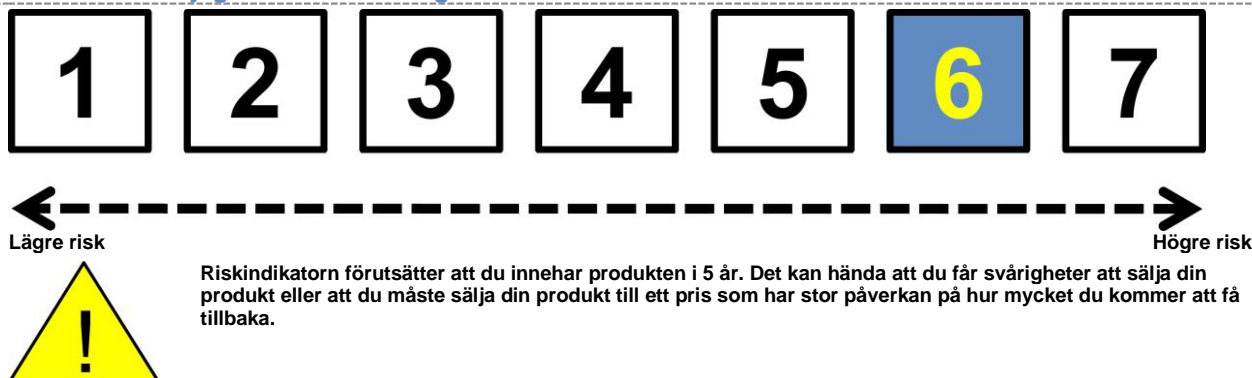 1 2 3 4 5 6 7
Lägre risk Högre risk
Riskindikatorn förutsätter att du innehar produkten i 5 år. Det kan hända att du får svårigheter att sälja din
produkt eller att du måste sälja din produkt till ett pris som har stor påverkan på hur mycket du kommer att få
tillbaka.
!